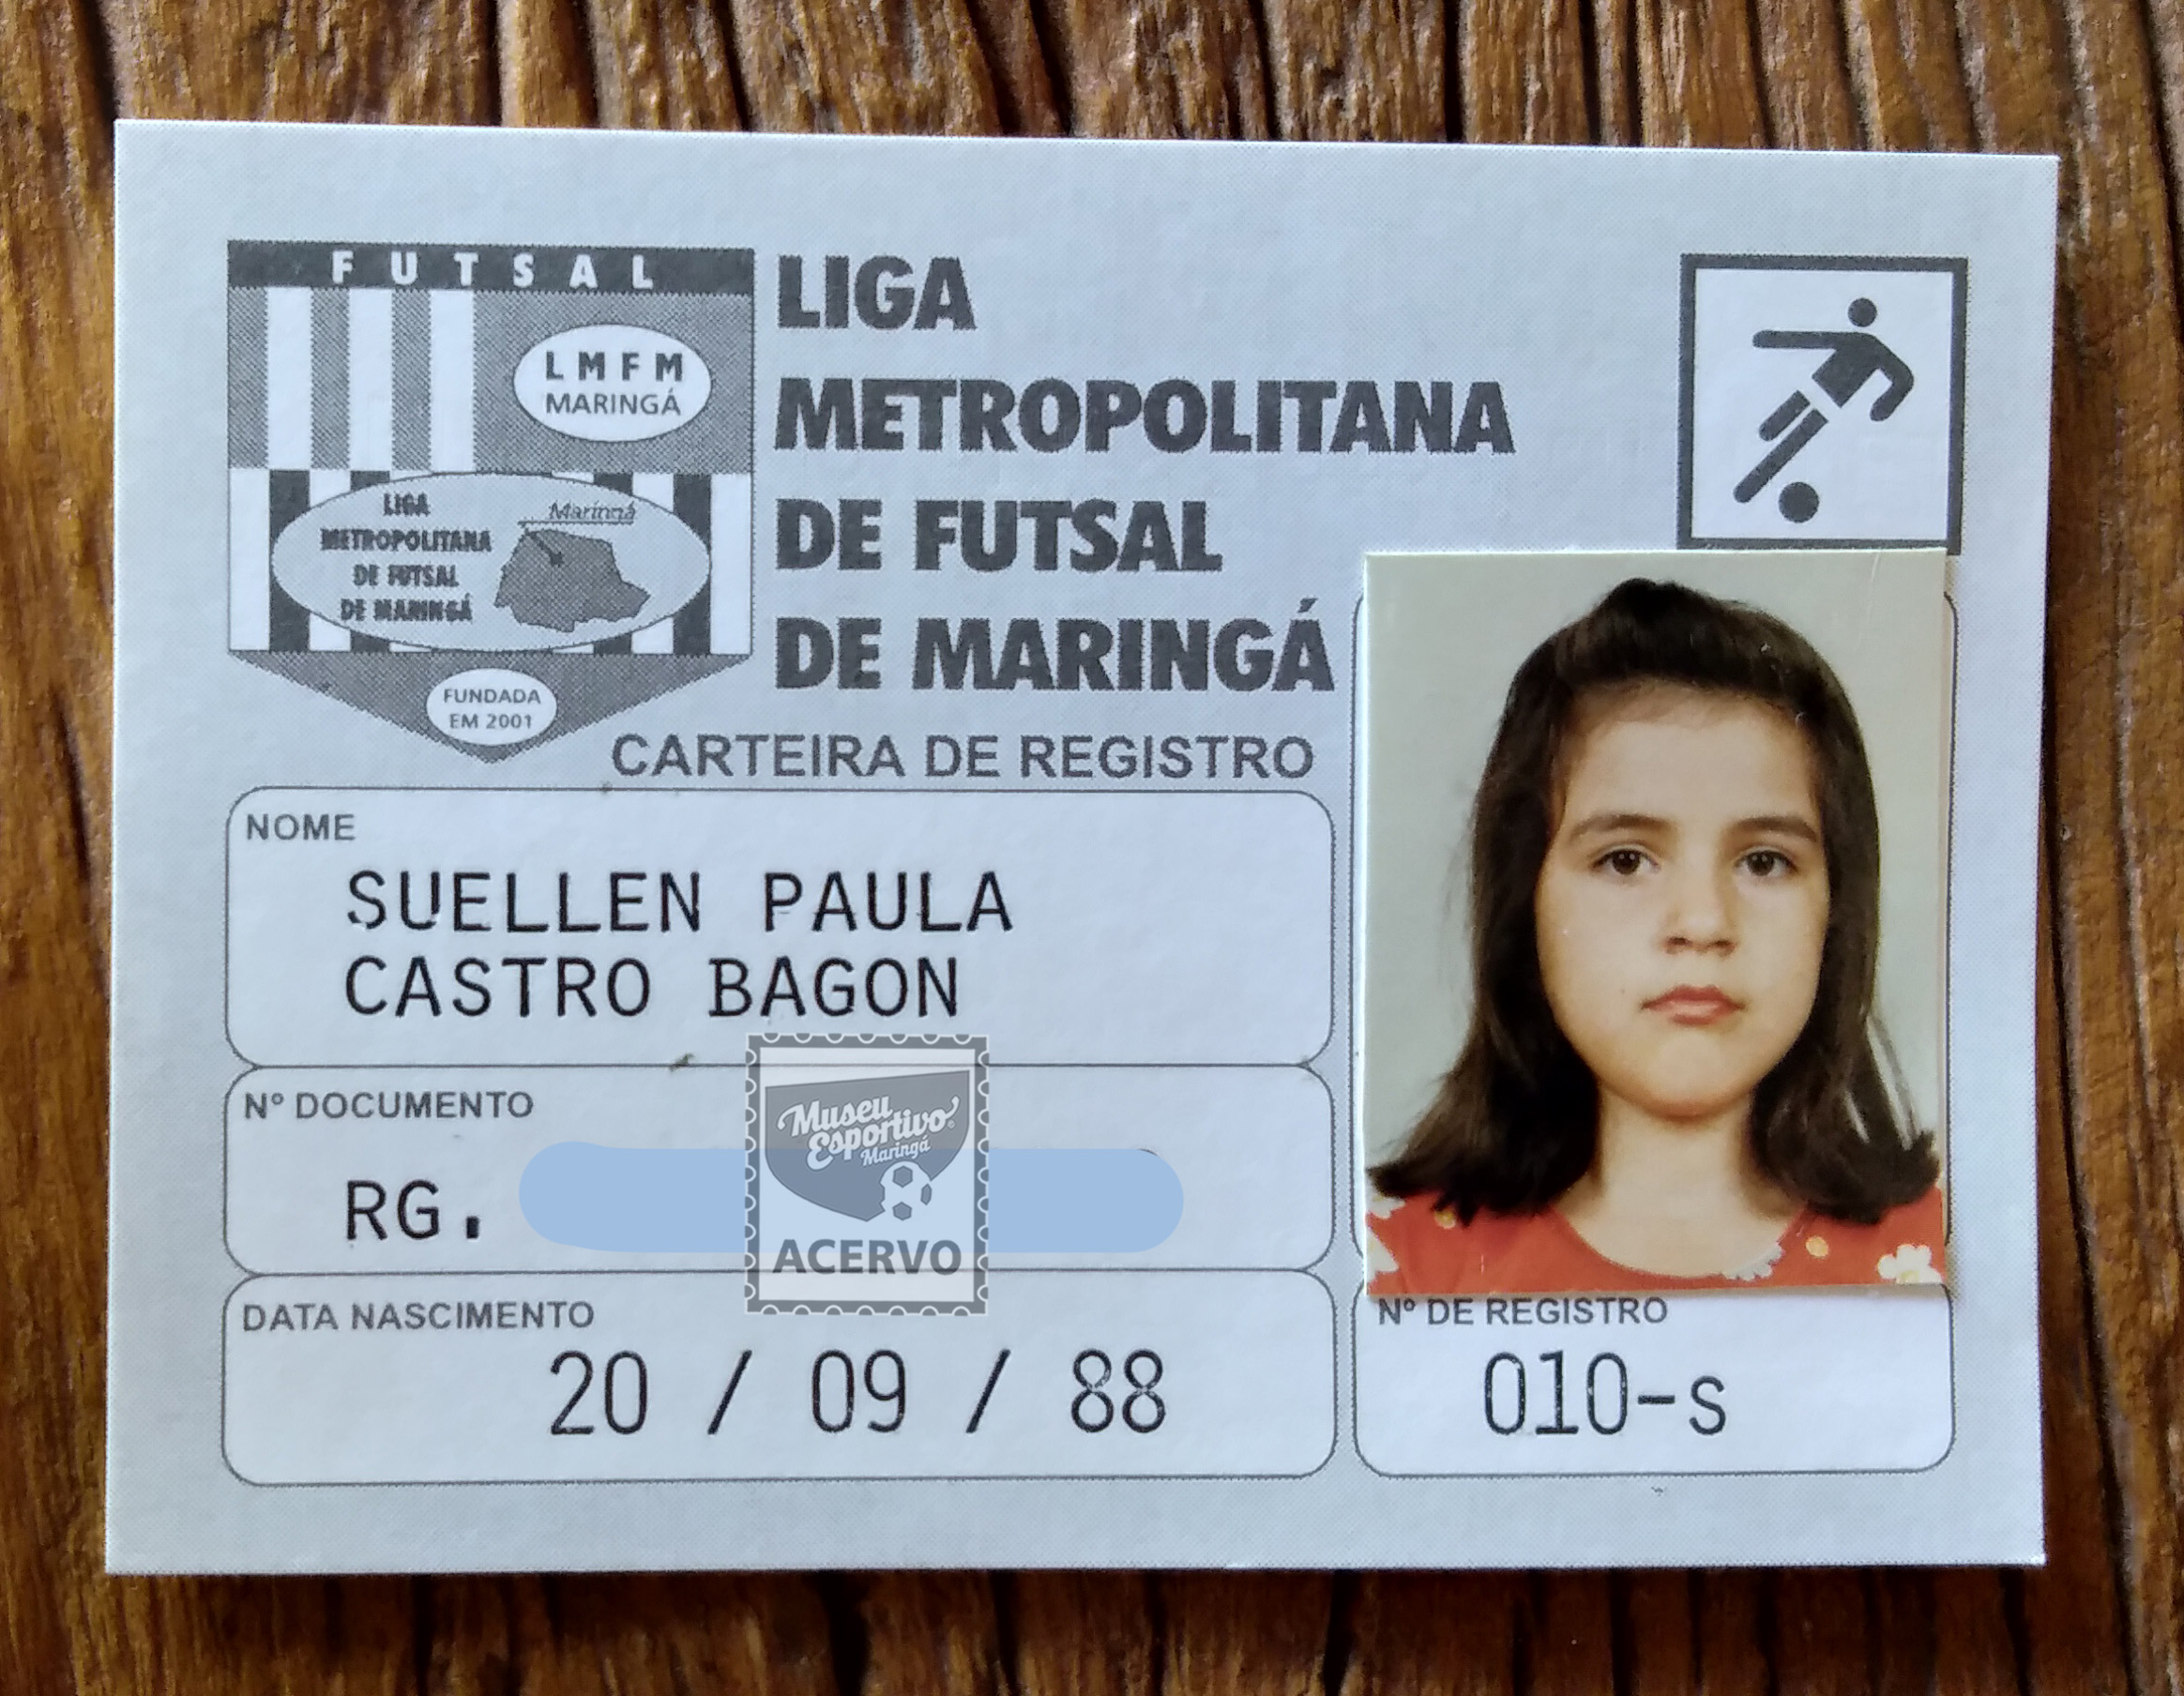 FUTSAL
LMFM
MARINGÁ
LIGA
METROPOLITANA
DE FUTSAL
DE MARINGÁ
Maringá
FUNDADA
EM 2001
LIGA
METROPOLITANA
DE FUTSAL
DE MARINGÁ
CARTEIRA DE REGISTRO
NOME
SUELLEN PAULA
CASTRO BAGON
Nº DOCUMENTO
RG.
Museu
Esportivo
Maringá
ACERVO
DATA NASCIMENTO
20 / 09 / 88
Nº DE REGISTRO
010-s